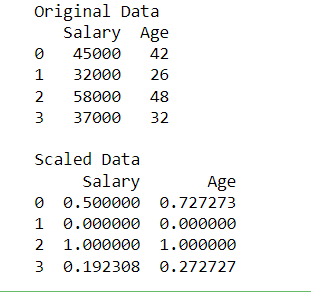 Original Data
Salary Age
0 45000 42
1 32000 26
2 58000 48
3 37000 32
Scaled Data
Salary Age
0 0.500000 0.727273
1 0.000000 0.000000
2 1.000000 1.000000
3 0.192308 0.272727